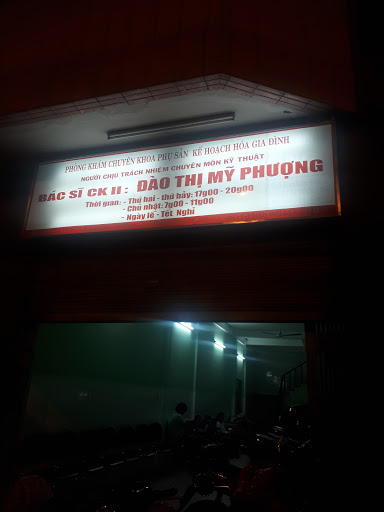 PHÒNG KHÁM CHUYÊN KHOA PHỤ SẢN KẾ HOẠCH HÓA GIA ĐÌNH
NGƯỜI CHỊU TRÁCH NHIỆM CHUYÊN MÔN KỸ THUẬT
BÁC SĨ CK II : ĐÀO THỊ MỸ PHƯỢNG
Thời gian: - Thứ hai - thứ bảy: 17g00 - 20g00
- Chủ nhật: 7g00 - 11g00
- Ngày lễ - Tết Nghỉ